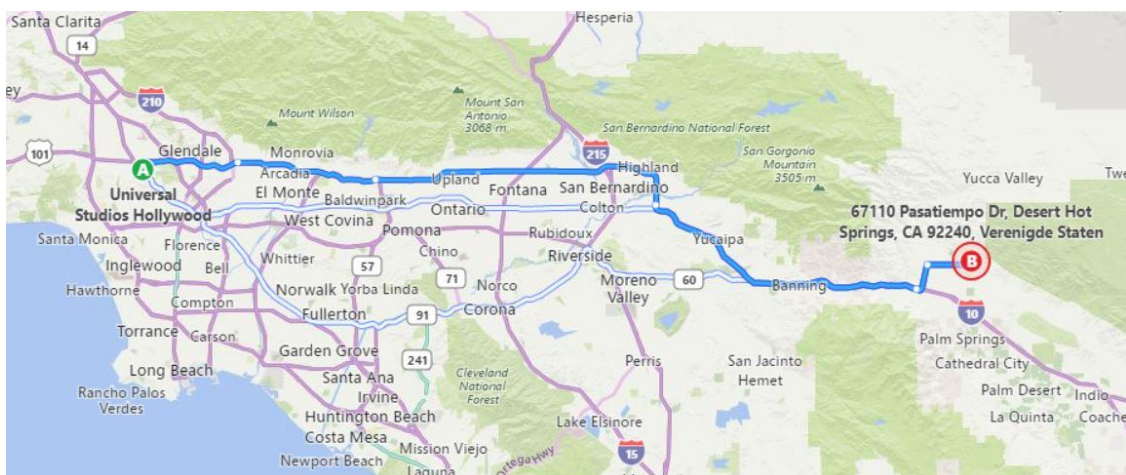 Santa Clarita
14
Hesperia
210
Mount Wilson
Mount San
Antonio
3068 m
San Bernardino National Forest
101
Glendale
Monrovia
215
Highland
San Gorgonio
Mountain
3505 m
A
Arcadia
Upland
Yucca Valley
Universal
Studios Hollywood
El Monte
Baldwinpark
Fontana
San Bernardino
Ontario
Colton
West Covina
67110 Pasatiempo Dr, Desert Hot
Springs, CA 92240, Verenigde Staten
Santa Monica
Florence
Pomona
Rubidoux
Yucaipa
Inglewood
Bell
Whittier
Chino
Riverside
B
Hawthorne
57
71
Moreno
Valley
60
Banning
Norwalk
Yorba Linda
Norco
Compton
Fullerton
91
Corona
10
Torrance
Carson
Palm Springs
Garden Grove
241
Perris
San Jacinto
Hemet
Cathedral City
Long Beach
Santa Ana
Cleveland
National
Forest
Rancho Palos
Verdes
Irvine
Palm Desert
Indio
Huntington Beach
La Quinta
Coache
Costa Mesa
Lake Elsinore
Mission Viejo
Newport Beach
Laguna
Ortega Hwy
15